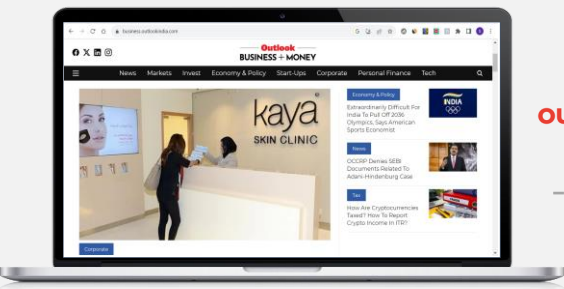 business.outlookindia.com
Outlook
BUSINESS + MONEY
News Markets Invest Economy & Policy Start-Ups Corporate Personal Finance Tech
kaya
SKIN CLINIC
Corporate
Economy & Policy
Extraordinarily Difficult For
India To Pull Off 2036
Olympics, Says American
Sports Economist
INDIA
News
OCCRP Denies SEBI
Documents Related To
Adani-Hindenburg Case
Tax
How Are Cryptocurrencies
Taxed? How To Report
Crypto Income In ITR?